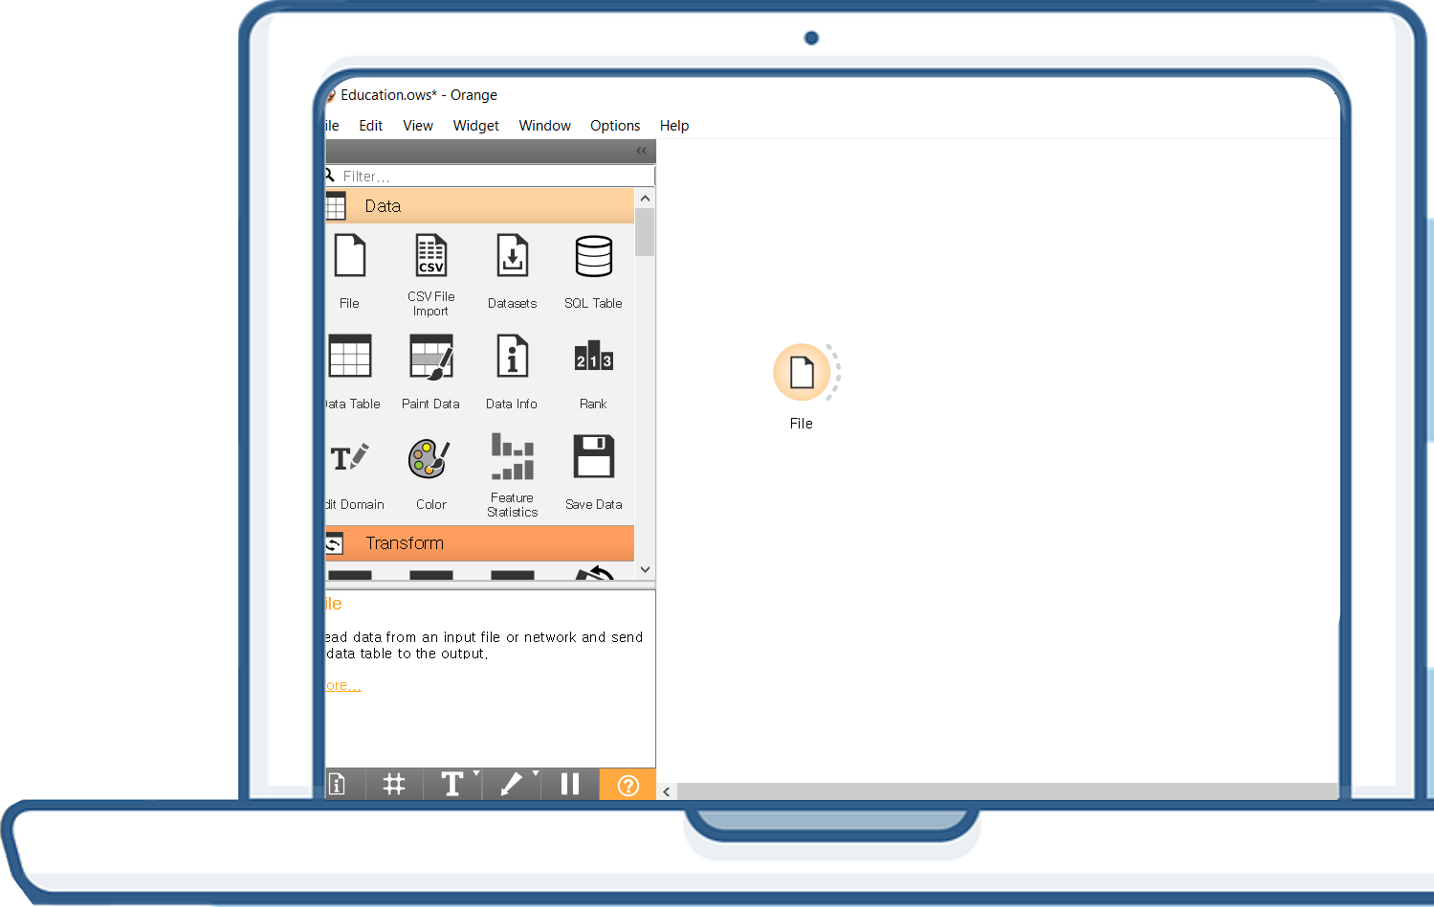 Education.ows* - Orange
ile Edit View Widget Window Options Help
Filter...
Data
File
CSV
CSV File Import
Datasets
SQL Table
ata Table
Paint Data
Data Info
2 1 3
Rank
T
dit Domain
Color
Feature Statistics
Save Data
Transform
ile
ead data from an input file or network and send
data table to the output.
ore...
T
?
File